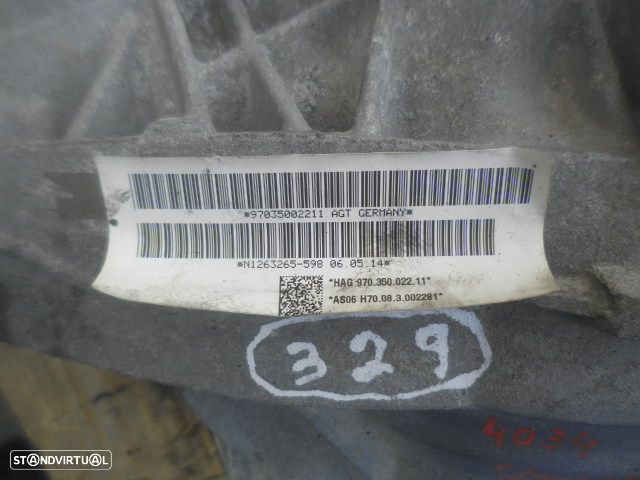 *97035002211 AGT GERMANY*
*N1263265-598 06.05.14*
*HAG 970.350.022.11*
*AS06 H70.08.3.002281*
329
4034
STANDVIRTUAL